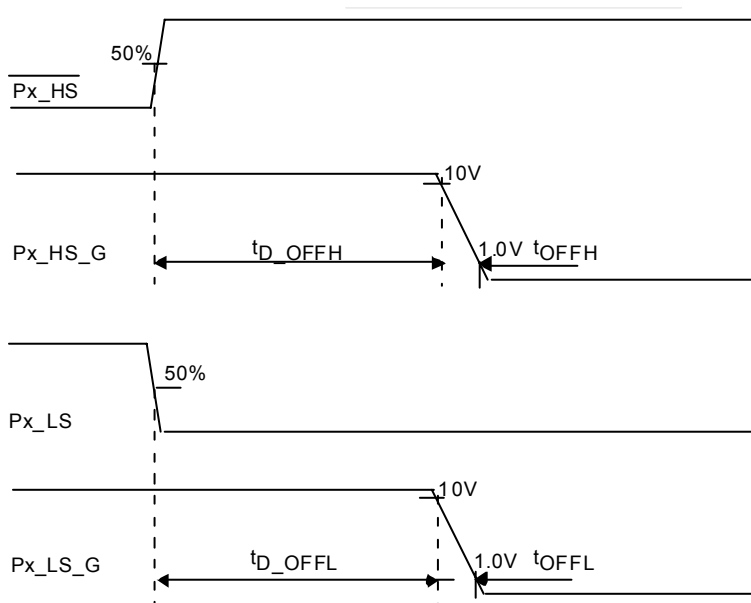 50%
Px_HS
10V
Px_HS_G
tD_OFFH
1.0V tOFFH
50%
Px_LS
10V
Px_LS_G
tD_OFFL
1.0V tOFFL